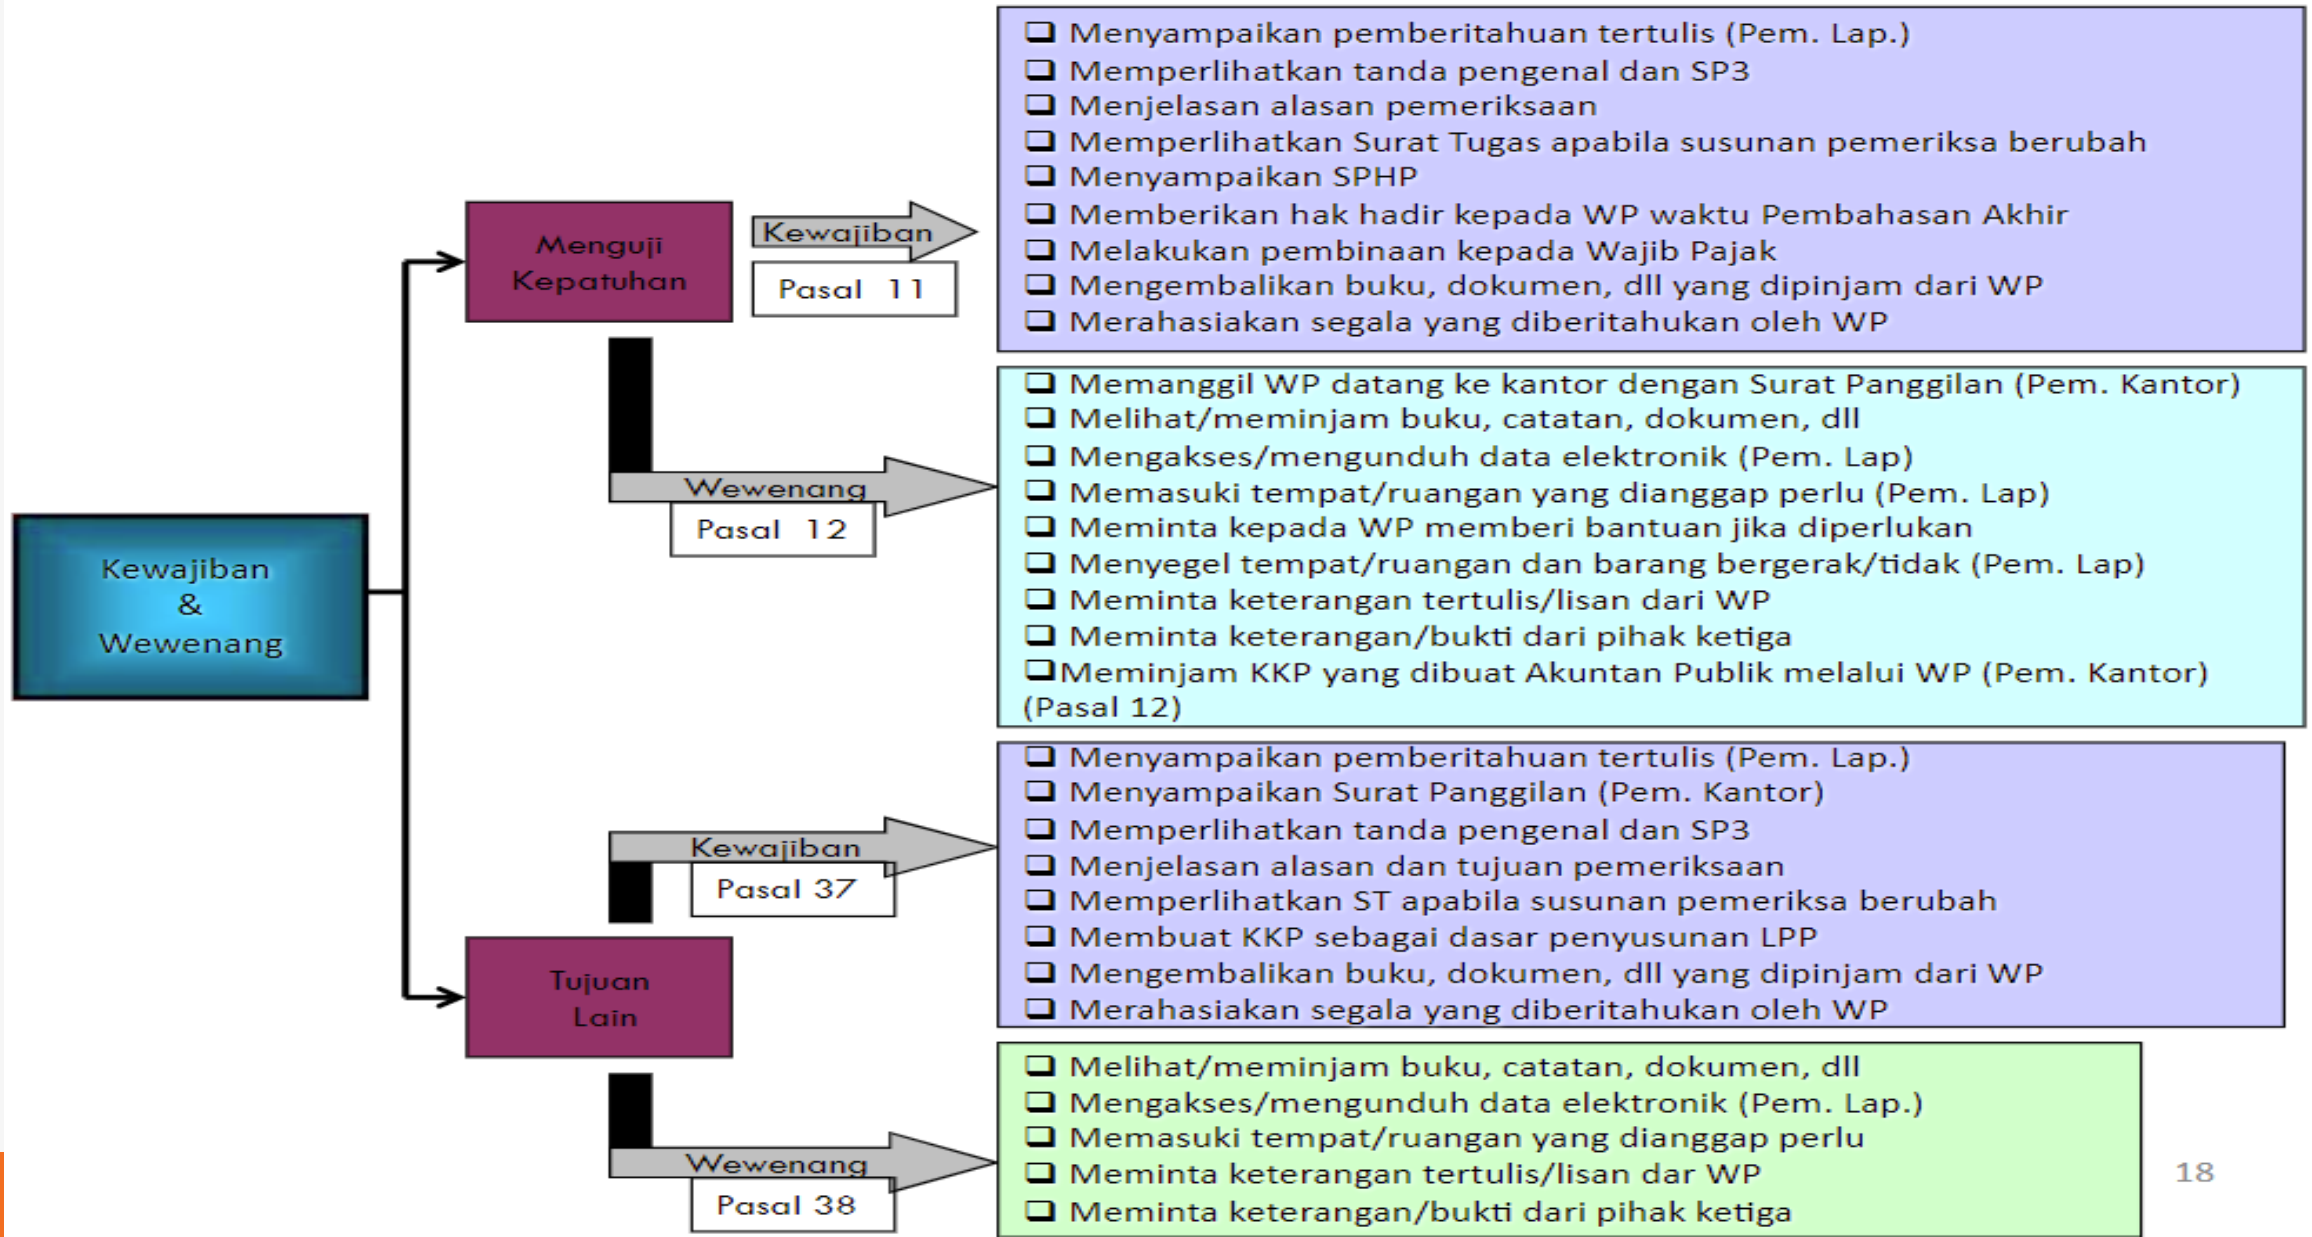 Kewajiban
&
Wewenang
Menguji
Kepatuhan
Kewajiban
Pasal 11
❑ Menyampaikan pemberitahuan tertulis (Pem. Lap.)
❑ Memperlihatkan tanda pengenal dan SP3
❑ Menjelasan alasan pemeriksaan
❑ Memperlihatkan Surat Tugas apabila susunan pemeriksa berubah
❑ Menyampaikan SPHP
❑ Memberikan hak hadir kepada WP waktu Pembahasan Akhir
❑ Melakukan pembinaan kepada Wajib Pajak
❑ Mengembalikan buku, dokumen, dll yang dipinjam dari WP
❑ Merahasiakan segala yang diberitahukan oleh WP
Wewenang
Pasal 12
❑ Memanggil WP datang ke kantor dengan Surat Panggilan (Pem. Kantor)
❑ Melihat/meminjam buku, catatan, dokumen, dll
❑ Mengakses/mengunduh data elektronik (Pem. Lap)
❑ Memasuki tempat/ruangan yang dianggap perlu (Pem. Lap)
❑ Meminta kepada WP memberi bantuan jika diperlukan
❑ Menyegel tempat/ruangan dan barang bergerak/tidak (Pem. Lap)
❑ Meminta keterangan tertulis/lisan dari WP
❑ Meminta keterangan/bukti dari pihak ketiga
❑Meminjam KKP yang dibuat Akuntan Publik melalui WP (Pem. Kantor)
(Pasal 12)
Tujuan
Lain
Kewajiban
Pasal 37
❑ Menyampaikan pemberitahuan tertulis (Pem. Lap.)
❑ Menyampaikan Surat Panggilan (Pem. Kantor)
❑ Memperlihatkan tanda pengenal dan SP3
❑ Menjelasan alasan dan tujuan pemeriksaan
❑ Memperlihatkan ST apabila susunan pemeriksa berubah
❑ Membuat KKP sebagai dasar penyusunan LPP
❑ Mengembalikan buku, dokumen, dll yang dipinjam dari WP
❑ Merahasiakan segala yang diberitahukan oleh WP
Wewenang
Pasal 38
❑ Melihat/meminjam buku, catatan, dokumen, dll
❑ Mengakses/mengunduh data elektronik (Pem. Lap.)
❑ Memasuki tempat/ruangan yang dianggap perlu
❑ Meminta keterangan tertulis/lisan dar WP
❑ Meminta keterangan/bukti dari pihak ketiga
18